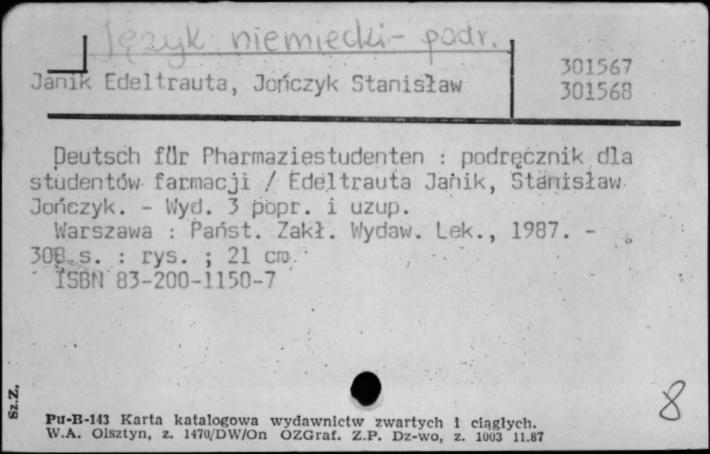 Język niemiecki - podr.
Janik Edeltrauta, Jończyk Stanisław
301567
301568
Deutsch für Pharmaziestudenten : podręcznik dla
studentów farmacji / Edeltrauta Janik, Stanisław
Jończyk. - Wyd. 3 popr. i uzup.
Warszawa : Państ. Zakł. Wydaw. Lek., 1987. -
308 s. : rys. ; 21 cm.
ISBN 83-200-1150-7
8
Sz.Z.
Pu-B-143 Karta katalogowa wydawnictw zwartych i ciągłych.
W.A. Olsztyn, z. 1470/DW/On OZGraf. Z.P. Dz-wo, z. 1003 11.87